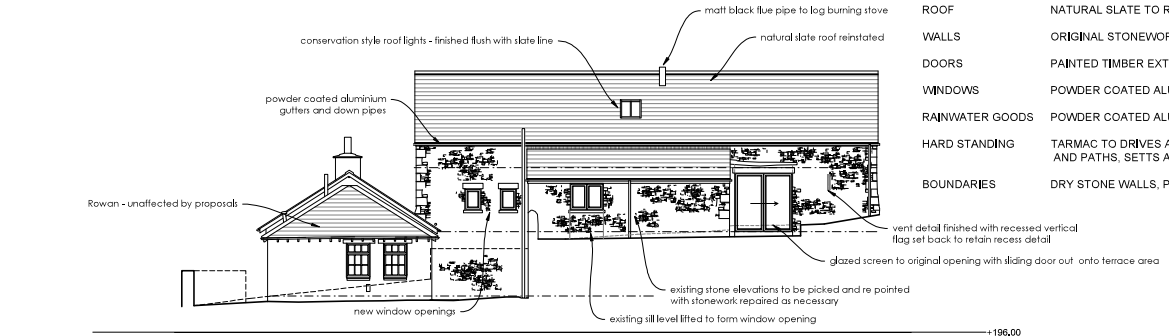 matt black flue pipe to log burning stove
conservation style roof lights - finished flush with slate line
natural slate roof reinstated
powder coated aluminium
gutters and down pipes
Rowan - unaffected by proposals
vent detail finished with recessed vertical
flag set back to retain recess detail
glazed screen to original opening with sliding door out onto terrace area
existing stone elevations to be picked and re pointed
with stonework repaired as necessary
new window openings
existing sill level lifted to form window opening
+196.00
ROOF NATURAL SLATE TO R
WALLS ORIGINAL STONEWOR
DOORS PAINTED TIMBER EXT
WINDOWS POWDER COATED ALU
RAINWATER GOODS POWDER COATED ALU
HARD STANDING TARMAC TO DRIVES A
AND PATHS, SETTS A
BOUNDARIES DRY STONE WALLS, P